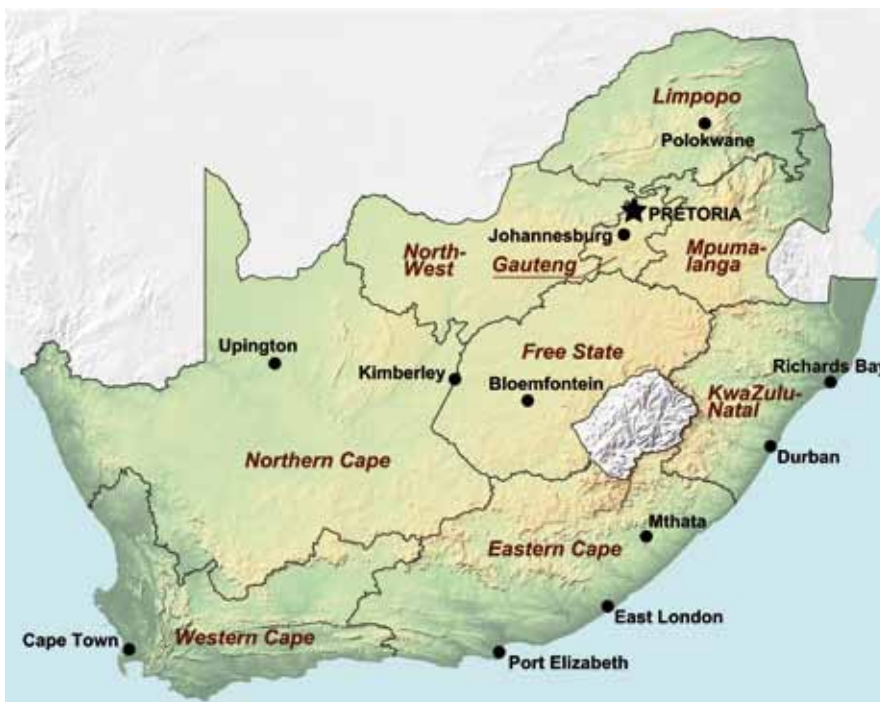 Limpopo
Polokwane
PRETORIA
Johannesburg
North-
West
Gauteng
Mpuma-
langa
Upington
Free State
Kimberley
Bloemfontein
Richards Bay
KwaZulu-
Natal
Northern Cape
Durban
Mthata
Eastern Cape
East London
Cape Town
Western Cape
Port Elizabeth